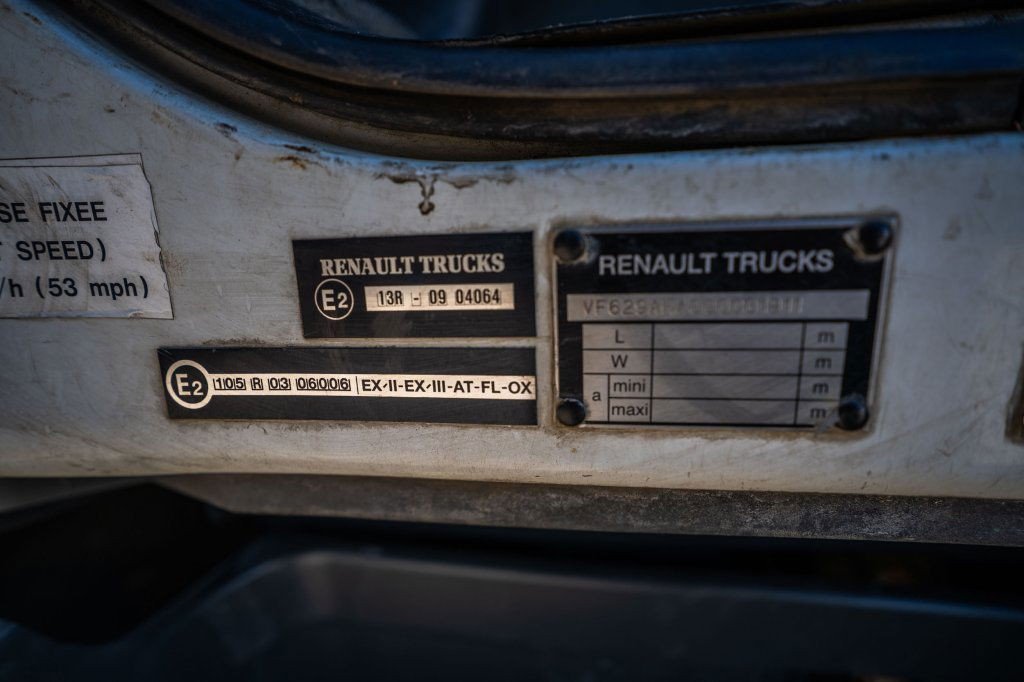 SE FIXEE
T SPEED)
/h (53 mph)
RENAULT TRUCKS
E2 13R - 09 04064
E2 105 R 03 06006 EX-II-EX-III-AT-FL-OX
RENAULT TRUCKS
L m
W m
a mini m
maxi m